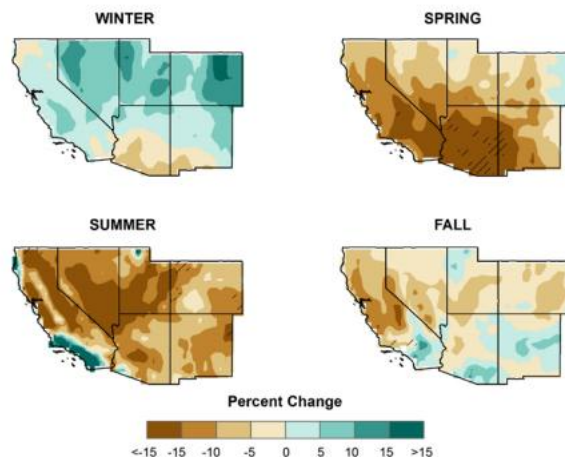 WINTER
SPRING
SUMMER
FALL
Percent Change
<-15 -15 -10 -5 0 5 10 15 >15